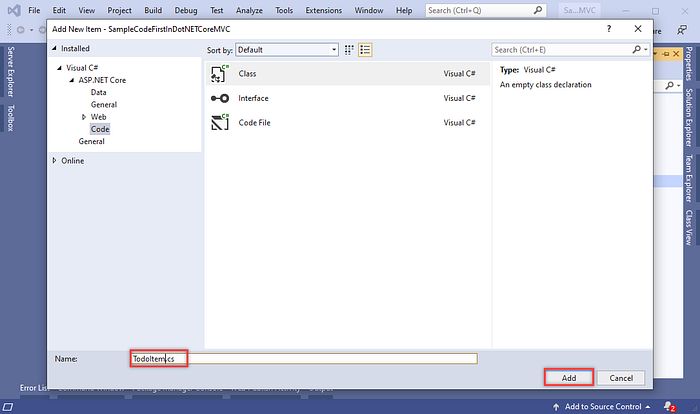 File Edit View Project Build Debug Test Analyze Tools Extensions Window Help Search (Ctrl+Q) Sa...MVC
Add New Item - SampleCodeFirstInDotNETCoreMVC ?
Installed
Sort by: Default
Search (Ctrl+E)
Visual C#
ASP.NET Core
Data
General
Web
Code
General
Online
C# Class Visual C#
Interface Visual C#
C# Code File Visual C#
Type: Visual C#
An empty class declaration
Server Explorer
Toolbox
Properties
Solution Explorer
Team Explorer
Class View
Name: TodoItem.cs
Add Cancel
Error List
Add to Source Control 2